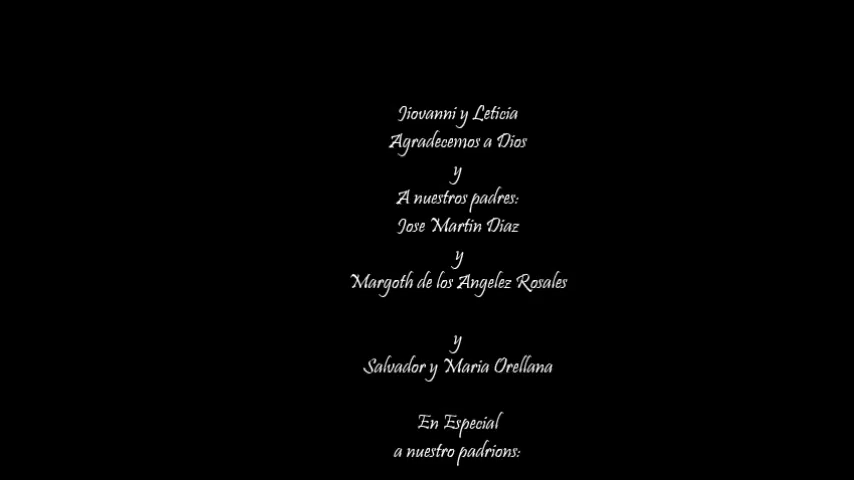 Jiovanni y Leticia
Agradecemos a Dios
y
A nuestros padres:
Jose Martin Diaz
y
Margoth de los Angelez Rosales
y
Salvador y Maria Orellana
En Especial
a nuestro padrions: